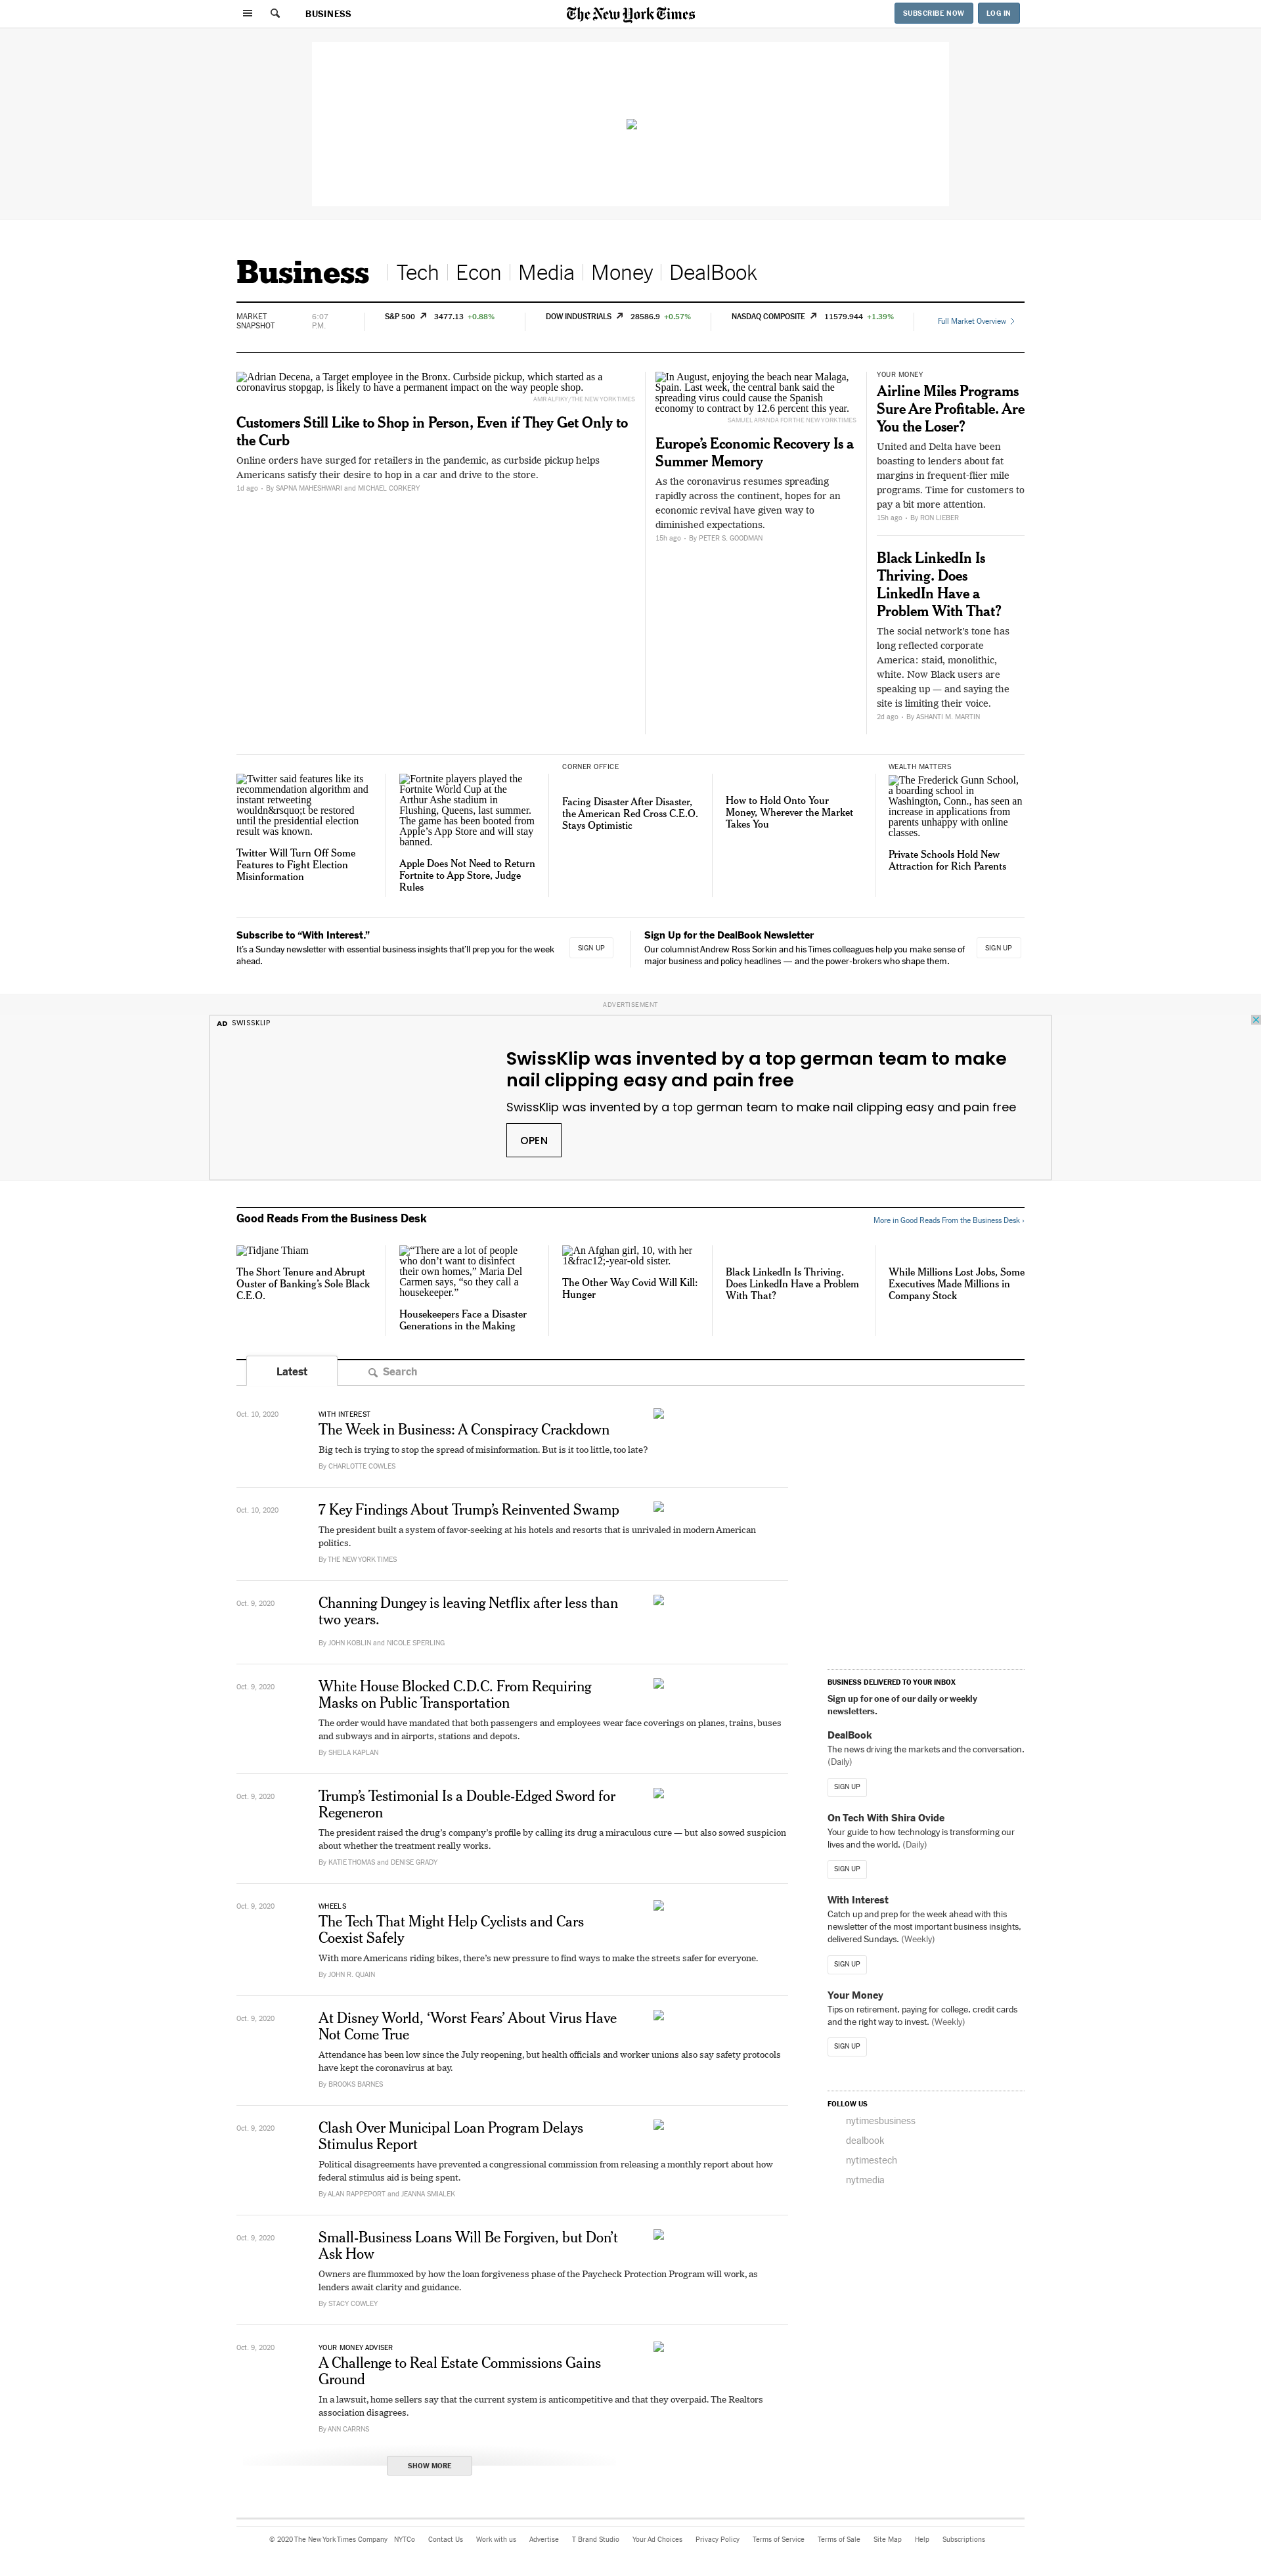 BUSINESS
The New York Times
SUBSCRIBE NOW
LOG IN
Business
Tech
Econ
Media
Money
DealBook
MARKET
SNAPSHOT
6:07
P.M.
S&P 500 3477.13 +0.88%
DOW INDUSTRIALS 28586.9 +0.57%
NASDAQ COMPOSITE 11579.944 +1.39%
Full Market Overview
Adrian Decena, a Target employee in the Bronx. Curbside pickup, which started as a
coronavirus stopgap, is likely to have a permanent impact on the way people shop.
AMR ALFIKY/THE NEW YORK TIMES
Customers Still Like to Shop in Person, Even if They Get Only to
the Curb
Online orders have surged for retailers in the pandemic, as curbside pickup helps
Americans satisfy their desire to hop in a car and drive to the store.
1d ago • By SAPNA MAHESHWARI and MICHAEL CORKERY
In August, enjoying the beach near Malaga,
Spain. Last week, the central bank said the
spreading virus could cause the Spanish
economy to contract by 12.6 percent this year.
SAMUEL ARANDA FOR THE NEW YORK TIMES
Europe’s Economic Recovery Is a
Summer Memory
As the coronavirus resumes spreading
rapidly across the continent, hopes for an
economic revival have given way to
diminished expectations.
15h ago • By PETER S. GOODMAN
YOUR MONEY
Airline Miles Programs
Sure Are Profitable. Are
You the Loser?
United and Delta have been
boasting to lenders about fat
margins in frequent-flier mile
programs. Time for customers to
pay a bit more attention.
15h ago • By RON LIEBER
Black LinkedIn Is
Thriving. Does
LinkedIn Have a
Problem With That?
The social network’s tone has
long reflected corporate
America: staid, monolithic,
white. Now Black users are
speaking up — and saying the
site is limiting their voice.
2d ago • By ASHANTI M. MARTIN
Twitter said features like its
recommendation algorithm and
instant retweeting
wouldn&rsquo;t be restored
until the presidential election
result was known.
Twitter Will Turn Off Some
Features to Fight Election
Misinformation
Fortnite players played the
Fortnite World Cup at the
Arthur Ashe stadium in
Flushing, Queens, last summer.
The game has been booted from
Apple’s App Store and will stay
banned.
Apple Does Not Need to Return
Fortnite to App Store, Judge
Rules
CORNER OFFICE
Facing Disaster After Disaster,
the American Red Cross C.E.O.
Stays Optimistic
How to Hold Onto Your
Money, Wherever the Market
Takes You
WEALTH MATTERS
The Frederick Gunn School,
a boarding school in
Washington, Conn., has seen an
increase in applications from
parents unhappy with online
classes.
Private Schools Hold New
Attraction for Rich Parents
Subscribe to “With Interest.”
It’s a Sunday newsletter with essential business insights that’ll prep you for the week
ahead.
SIGN UP
Sign Up for the DealBook Newsletter
Our columnist Andrew Ross Sorkin and his Times colleagues help you make sense of
major business and policy headlines — and the power-brokers who shape them.
SIGN UP
ADVERTISEMENT
AD SWISSKLIP
SwissKlip was invented by a top german team to make
nail clipping easy and pain free
SwissKlip was invented by a top german team to make nail clipping easy and pain free
OPEN
Good Reads From the Business Desk
More in Good Reads From the Business Desk ›
Tidjane Thiam
The Short Tenure and Abrupt
Ouster of Banking’s Sole Black
C.E.O.
“There are a lot of people
who don’t want to disinfect
their own homes,” Maria Del
Carmen says, “so they call a
housekeeper.”
Housekeepers Face a Disaster
Generations in the Making
An Afghan girl, 10, with her
1&frac12;-year-old sister.
The Other Way Covid Will Kill:
Hunger
Black LinkedIn Is Thriving.
Does LinkedIn Have a Problem
With That?
While Millions Lost Jobs, Some
Executives Made Millions in
Company Stock
Latest
Search
Oct. 10, 2020
WITH INTEREST
The Week in Business: A Conspiracy Crackdown
Big tech is trying to stop the spread of misinformation. But is it too little, too late?
By CHARLOTTE COWLES
Oct. 10, 2020
7 Key Findings About Trump’s Reinvented Swamp
The president built a system of favor-seeking at his hotels and resorts that is unrivaled in modern American
politics.
By THE NEW YORK TIMES
Oct. 9, 2020
Channing Dungey is leaving Netflix after less than
two years.
By JOHN KOBLIN and NICOLE SPERLING
Oct. 9, 2020
White House Blocked C.D.C. From Requiring
Masks on Public Transportation
The order would have mandated that both passengers and employees wear face coverings on planes, trains, buses
and subways and in airports, stations and depots.
By SHEILA KAPLAN
Oct. 9, 2020
Trump’s Testimonial Is a Double-Edged Sword for
Regeneron
The president raised the drug’s company’s profile by calling its drug a miraculous cure — but also sowed suspicion
about whether the treatment really works.
By KATIE THOMAS and DENISE GRADY
Oct. 9, 2020
WHEELS
The Tech That Might Help Cyclists and Cars
Coexist Safely
With more Americans riding bikes, there’s new pressure to find ways to make the streets safer for everyone.
By JOHN R. QUAIN
Oct. 9, 2020
At Disney World, ‘Worst Fears’ About Virus Have
Not Come True
Attendance has been low since the July reopening, but health officials and worker unions also say safety protocols
have kept the coronavirus at bay.
By BROOKS BARNES
Oct. 9, 2020
Clash Over Municipal Loan Program Delays
Stimulus Report
Political disagreements have prevented a congressional commission from releasing a monthly report about how
federal stimulus aid is being spent.
By ALAN RAPPEPORT and JEANNA SMIALEK
Oct. 9, 2020
Small-Business Loans Will Be Forgiven, but Don’t
Ask How
Owners are flummoxed by how the loan forgiveness phase of the Paycheck Protection Program will work, as
lenders await clarity and guidance.
By STACY COWLEY
Oct. 9, 2020
YOUR MONEY ADVISER
A Challenge to Real Estate Commissions Gains
Ground
In a lawsuit, home sellers say that the current system is anticompetitive and that they overpaid. The Realtors
association disagrees.
By ANN CARRNS
SHOW MORE
BUSINESS DELIVERED TO YOUR INBOX
Sign up for one of our daily or weekly
newsletters.
DealBook
The news driving the markets and the conversation.
(Daily)
SIGN UP
On Tech With Shira Ovide
Your guide to how technology is transforming our
lives and the world. (Daily)
SIGN UP
With Interest
Catch up and prep for the week ahead with this
newsletter of the most important business insights,
delivered Sundays. (Weekly)
SIGN UP
Your Money
Tips on retirement, paying for college, credit cards
and the right way to invest. (Weekly)
SIGN UP
FOLLOW US
nytimesbusiness
dealbook
nytimestech
nytmedia
© 2020 The New York Times Company NYTCo Contact Us Work with us Advertise T Brand Studio Your Ad Choices Privacy Policy Terms of Service Terms of Sale Site Map Help Subscriptions